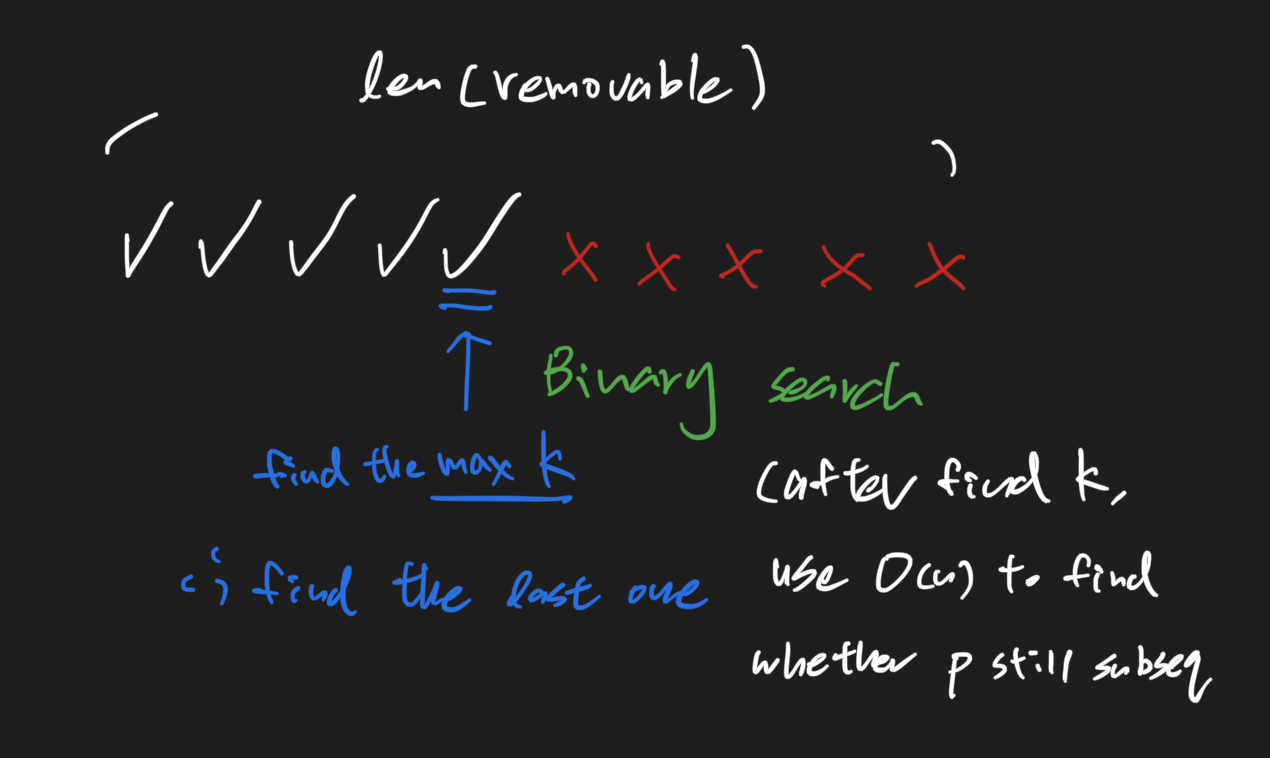 len(removable)
✓ ✓ ✓ ✓ ✓ x x x x x
Binary search
find the max k
find the last one
(after find k,
use O(n) to find
whether p still subseq